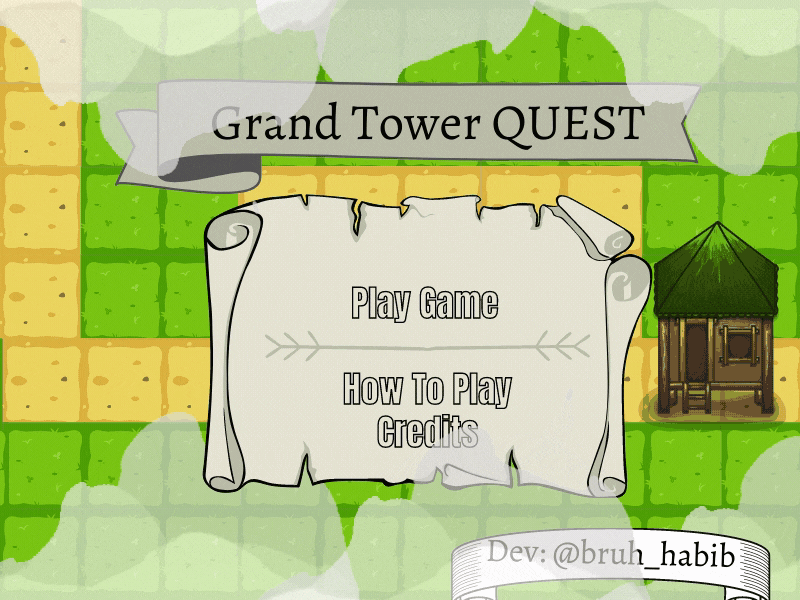 Grand Tower QUEST
Play Game
How To Play
Credits
Dev: @bruh_habib